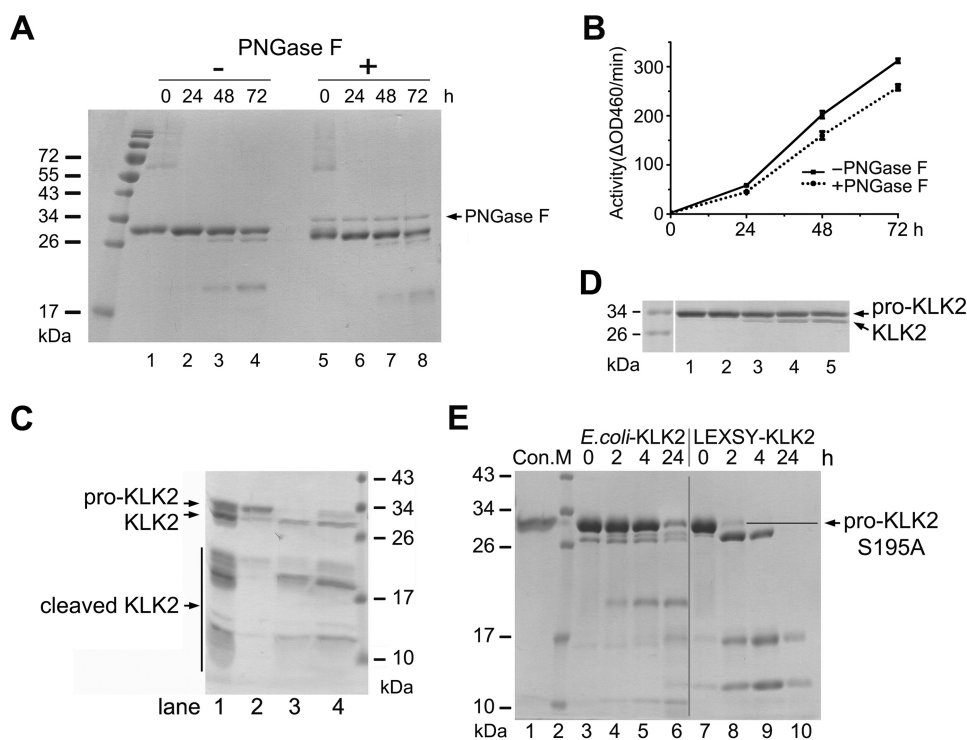 A
PNGase F
– +
0 24 48 72 0 24 48 72 h
72
55
43
34
26
17
kDa
PNGase F
1 2 3 4 5 6 7 8
B
Activity(ΔOD460/min)
300
200
100
0
0 24 48 72 h
–PNGase F
+PNGase F
D
34
26
kDa
pro-KLK2
KLK2
1 2 3 4 5
C
pro-KLK2
KLK2
cleaved KLK2
43
34
26
17
10
kDa
lane 1 2 3 4
E
E.coli-KLK2 LEXSY-KLK2
Con.M 0 2 4 24 0 2 4 24 h
43
34
26
17
10
kDa
pro-KLK2
S195A
1 2 3 4 5 6 7 8 9 10